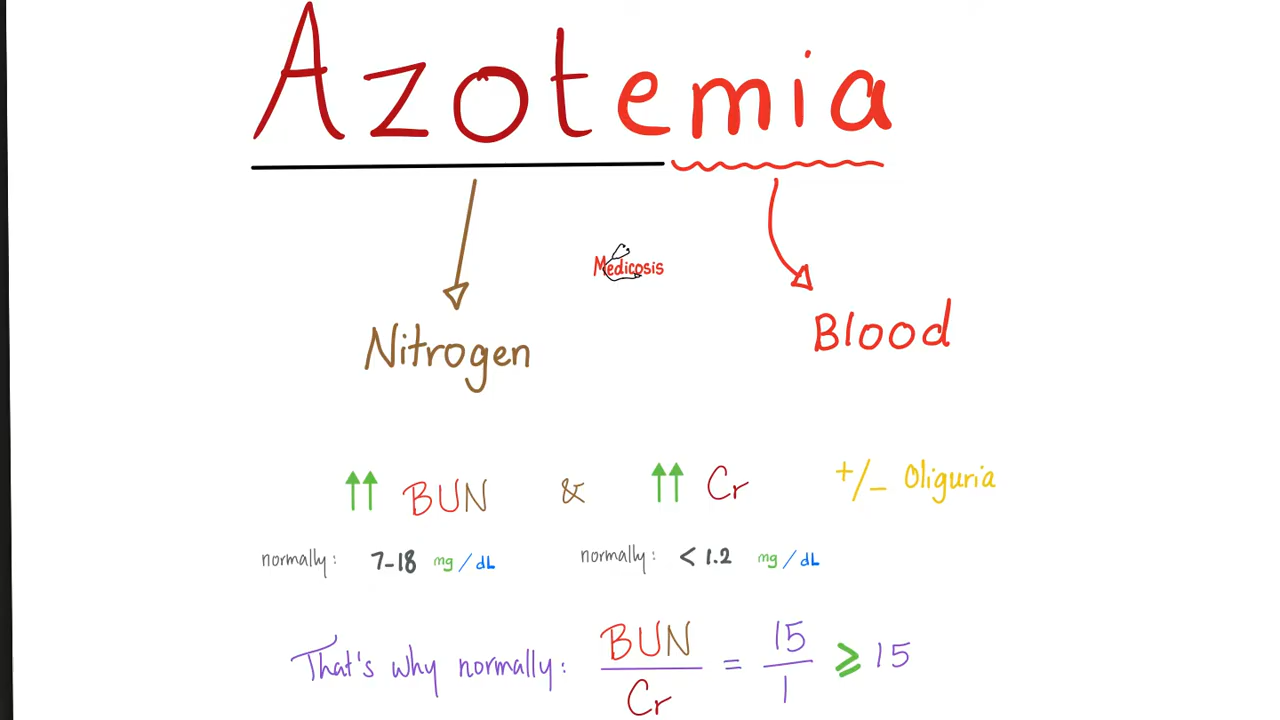 Azotemia
Medicosis
Nitrogen
Blood
↑↑ BUN & ↑↑ Cr +/- Oliguria
normally: 7-18 mg/dL normally: < 1.2 mg/dL
That's why normally: BUN/Cr = 15/1 ≥ 15